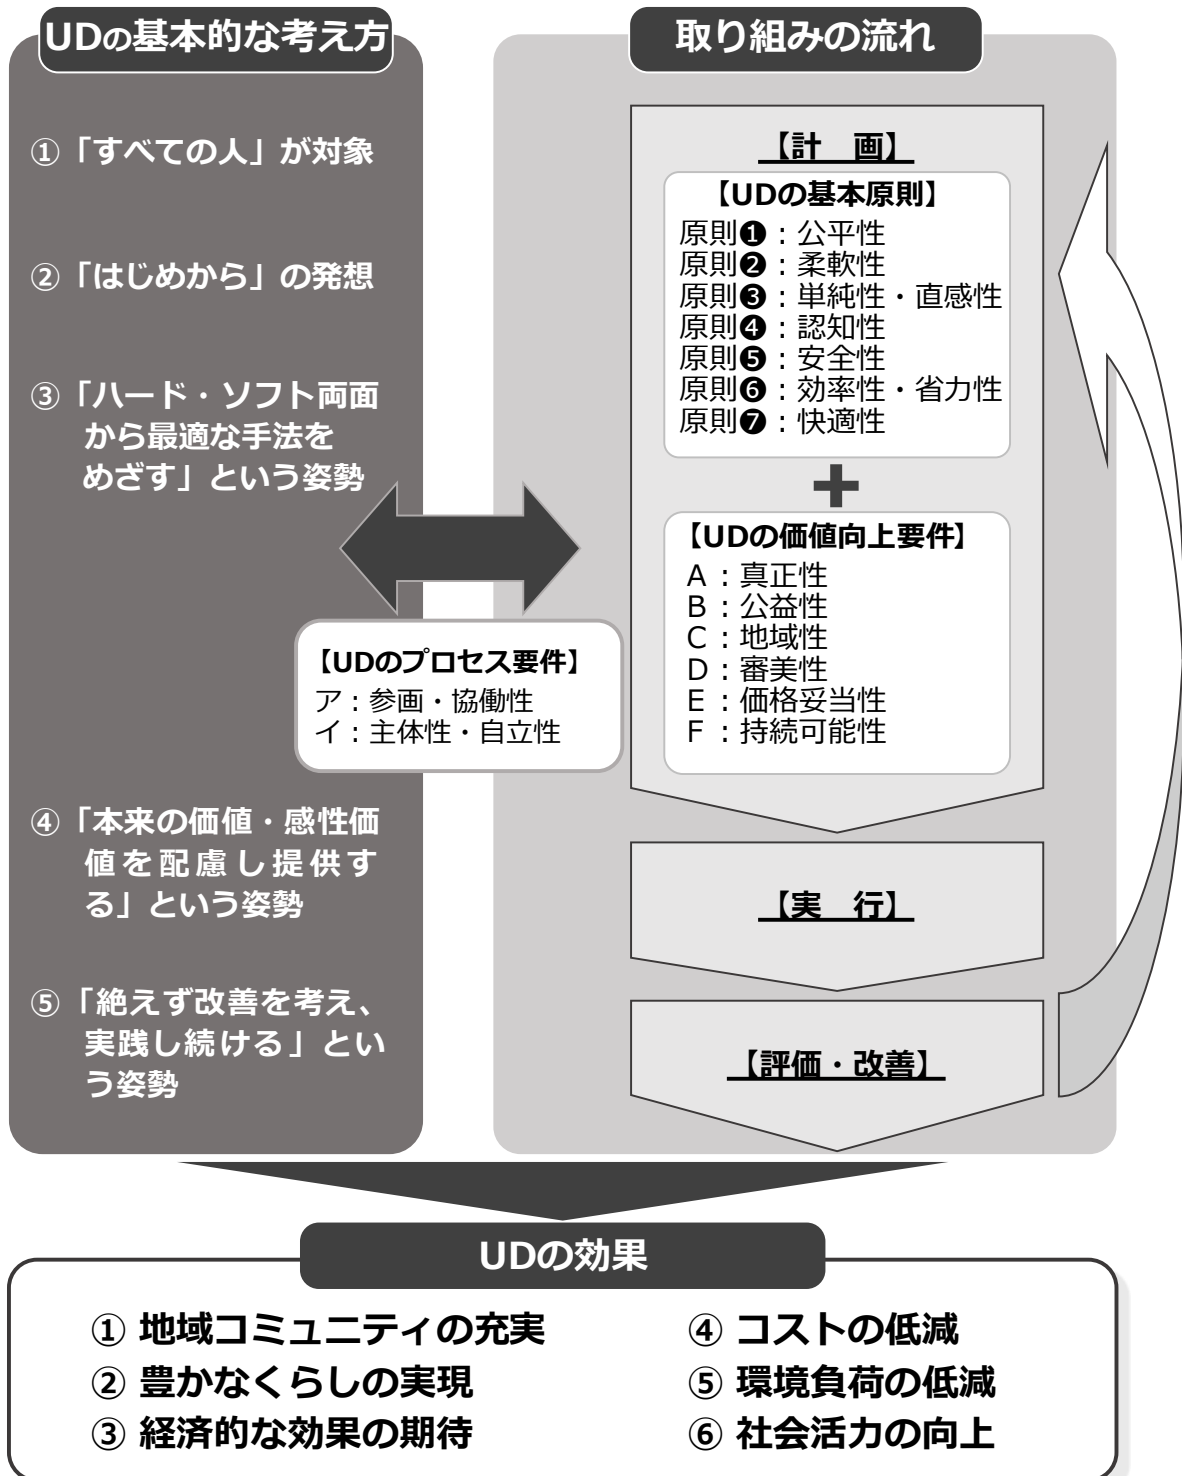 UDの基本的な考え方
①「すべての人」が対象
②「はじめから」の発想
③「ハード・ソフト両面
から最適な手法を
めざす」という姿勢
④「本来の価値・感性価
値を配慮し提供す
る」という姿勢
⑤「絶えず改善を考え、
実践し続ける」とい
う姿勢
【UDのプロセス要件】
ア：参画・協働性
イ：主体性・自立性
取り組みの流れ
【計　画】
【UDの基本原則】
原則❶：公平性
原則❷：柔軟性
原則❸：単純性・直感性
原則❹：認知性
原則❺：安全性
原則❻：効率性・省力性
原則❼：快適性
+
【UDの価値向上要件】
A：真正性
B：公益性
C：地域性
D：審美性
E：価格妥当性
F：持続可能性
【実　行】
【評価・改善】
UDの効果
① 地域コミュニティの充実
② 豊かなくらしの実現
③ 経済的な効果の期待
④ コストの低減
⑤ 環境負荷の低減
⑥ 社会活力の向上